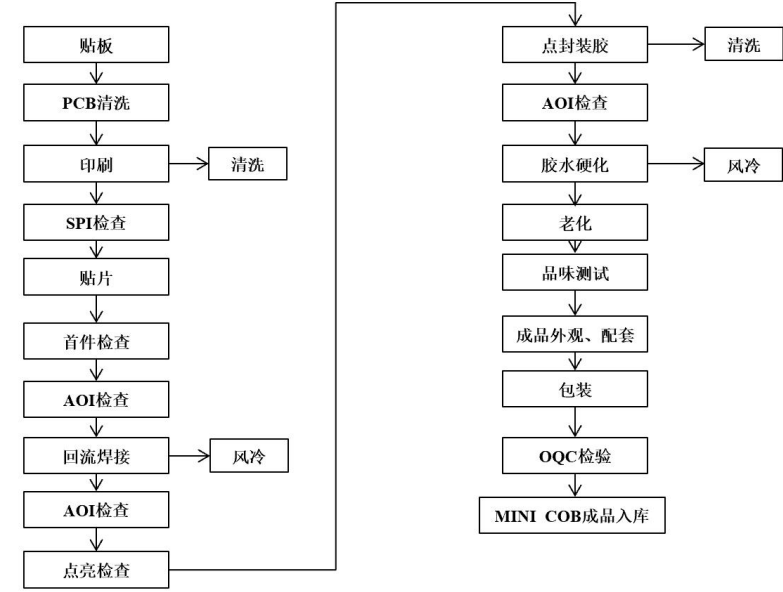 贴板
PCB清洗
印刷
清洗
SPI检查
贴片
首件检查
AOI检查
回流焊接
风冷
AOI检查
点亮检查
点封装胶
清洗
AOI检查
胶水硬化
风冷
老化
品味测试
成品外观、配套
包装
OQC检验
MINI COB成品入库